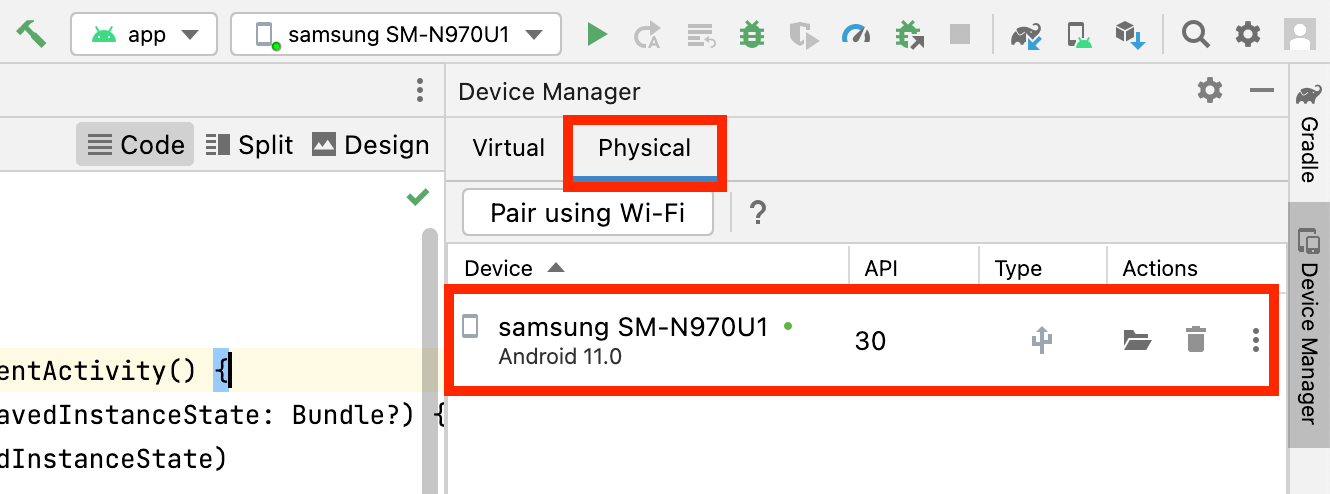 app
samsung SM-N970U1
Device Manager
Code
Split
Design
Virtual
Physical
Pair using Wi-Fi
?
Device
API
Type
Actions
samsung SM-N970U1
Android 11.0
30
entActivity() {
avedInstanceState: Bundle?) {
dInstanceState)
Gradle
Device Manager